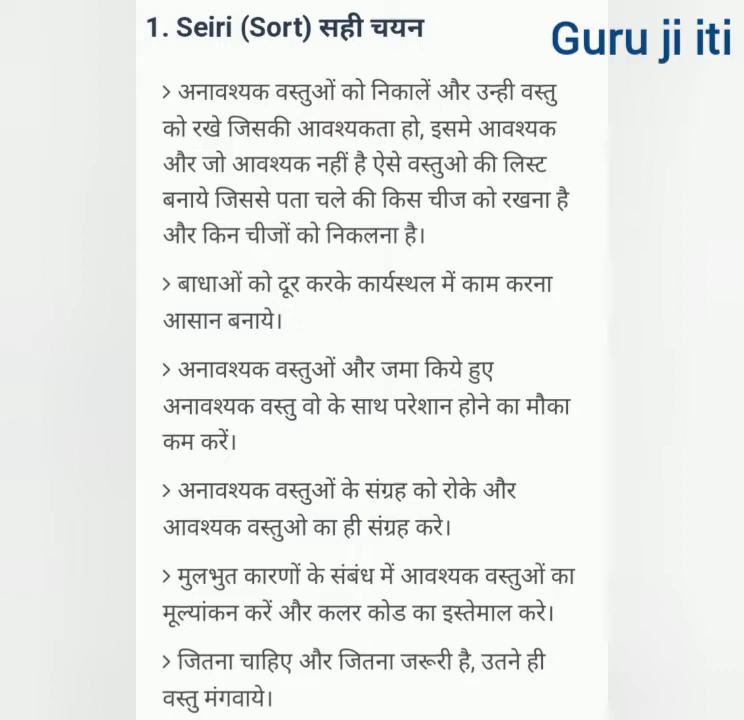 1. Seiri (Sort) सही चयन
Guru ji iti
> अनावश्यक वस्तुओं को निकालें और उन्ही वस्तु
को रखे जिसकी आवश्यकता हो, इसमे आवश्यक
और जो आवश्यक नहीं है ऐसे वस्तुओ की लिस्ट
बनाये जिससे पता चले की किस चीज को रखना है
और किन चीजों को निकलना है।
> बाधाओं को दूर करके कार्यस्थल में काम करना
आसान बनाये।
> अनावश्यक वस्तुओं और जमा किये हुए
अनावश्यक वस्तु वो के साथ परेशान होने का मौका
कम करें।
> अनावश्यक वस्तुओं के संग्रह को रोके और
आवश्यक वस्तुओ का ही संग्रह करे।
> मुलभुत कारणों के संबंध में आवश्यक वस्तुओं का
मूल्यांकन करें और कलर कोड का इस्तेमाल करे।
> जितना चाहिए और जितना जरूरी है, उतने ही
वस्तु मंगवाये।